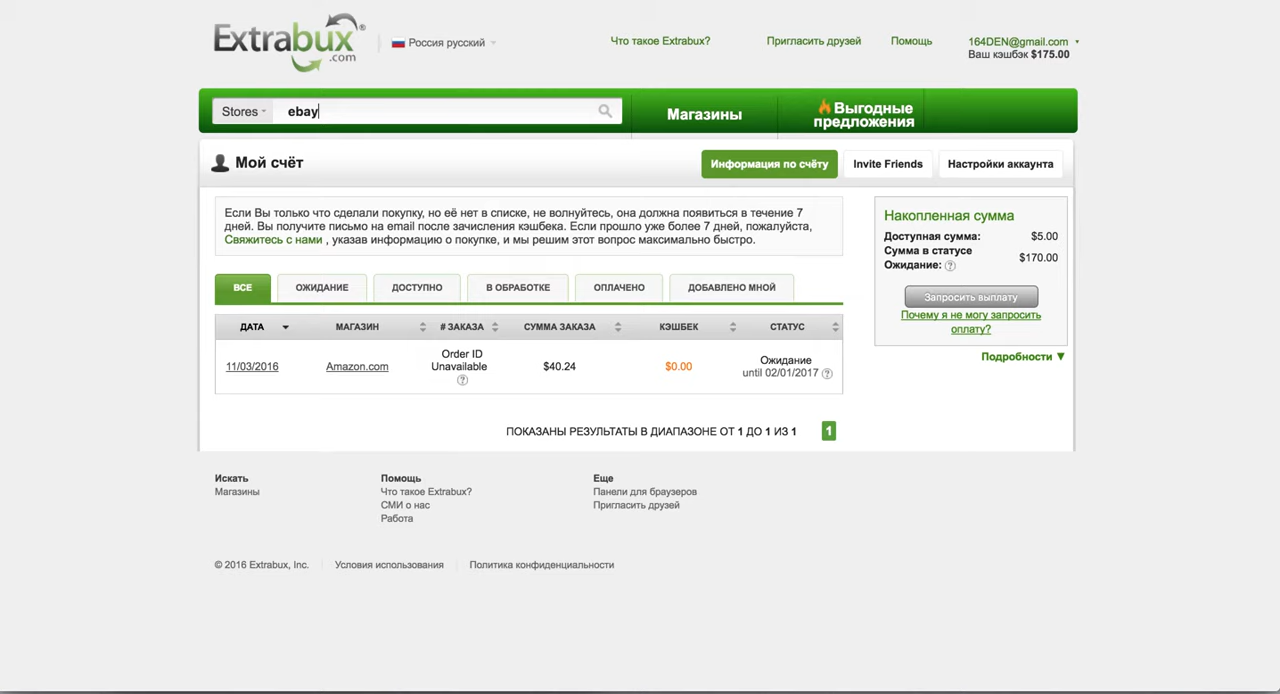 Extrabux®
.com
Россия русский
Что такое Extrabux?
Пригласить друзей
Помощь
164DEN@gmail.com
Ваш кэшбэк $175.00
Stores
ebay
Магазины
Выгодные
предложения
Мой счёт
Информация по счёту
Invite Friends
Настройки аккаунта
Если Вы только что сделали покупку, но её нет в списке, не волнуйтесь, она должна появиться в течение 7
дней. Вы получите письмо на email после зачисления кэшбека. Если прошло уже более 7 дней, пожалуйста,
Свяжитесь с нами , указав информацию о покупке, и мы решим этот вопрос максимально быстро.
Накопленная сумма
Доступная сумма: $5.00
Сумма в статусе
Ожидание: ? $170.00
Запросить выплату
Почему я не могу запросить
оплату?
Подробности ▼
ВСЕ
ОЖИДАНИЕ
ДОСТУПНО
В ОБРАБОТКЕ
ОПЛАЧЕНО
ДОБАВЛЕНО МНОЙ
ДАТА МАГАЗИН # ЗАКАЗА СУММА ЗАКАЗА КЭШБЕК СТАТУС
11/03/2016
Amazon.com
Order ID
Unavailable
?
$40.24
$0.00
Ожидание
until 02/01/2017 ?
ПОКАЗАНЫ РЕЗУЛЬТАТЫ В ДИАПАЗОНЕ ОТ 1 ДО 1 ИЗ 1 1
Искать
Магазины
Помощь
Что такое Extrabux?
СМИ о нас
Работа
Еще
Панели для браузеров
Пригласить друзей
© 2016 Extrabux, Inc. Условия использования Политика конфиденциальности